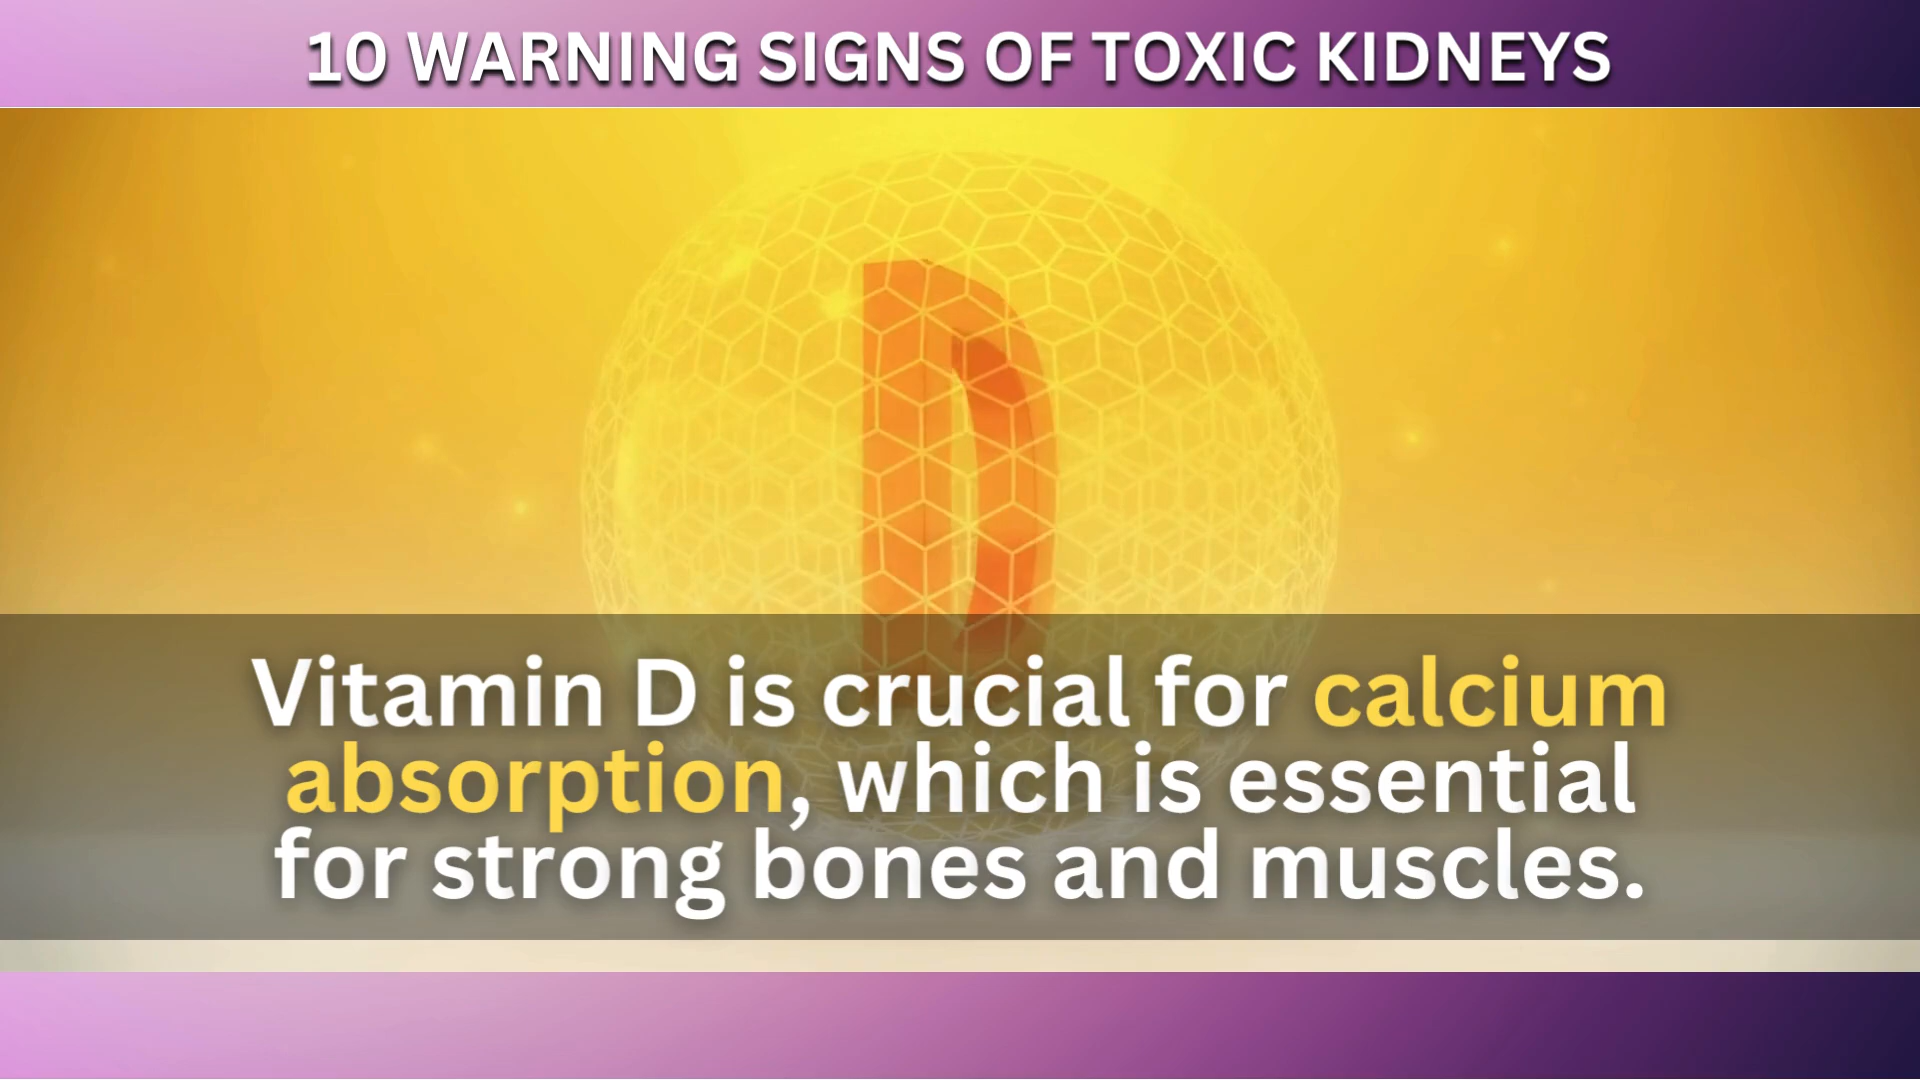 10 WARNING SIGNS OF TOXIC KIDNEYS
D
Vitamin D is crucial for calcium
absorption, which is essential
for strong bones and muscles.